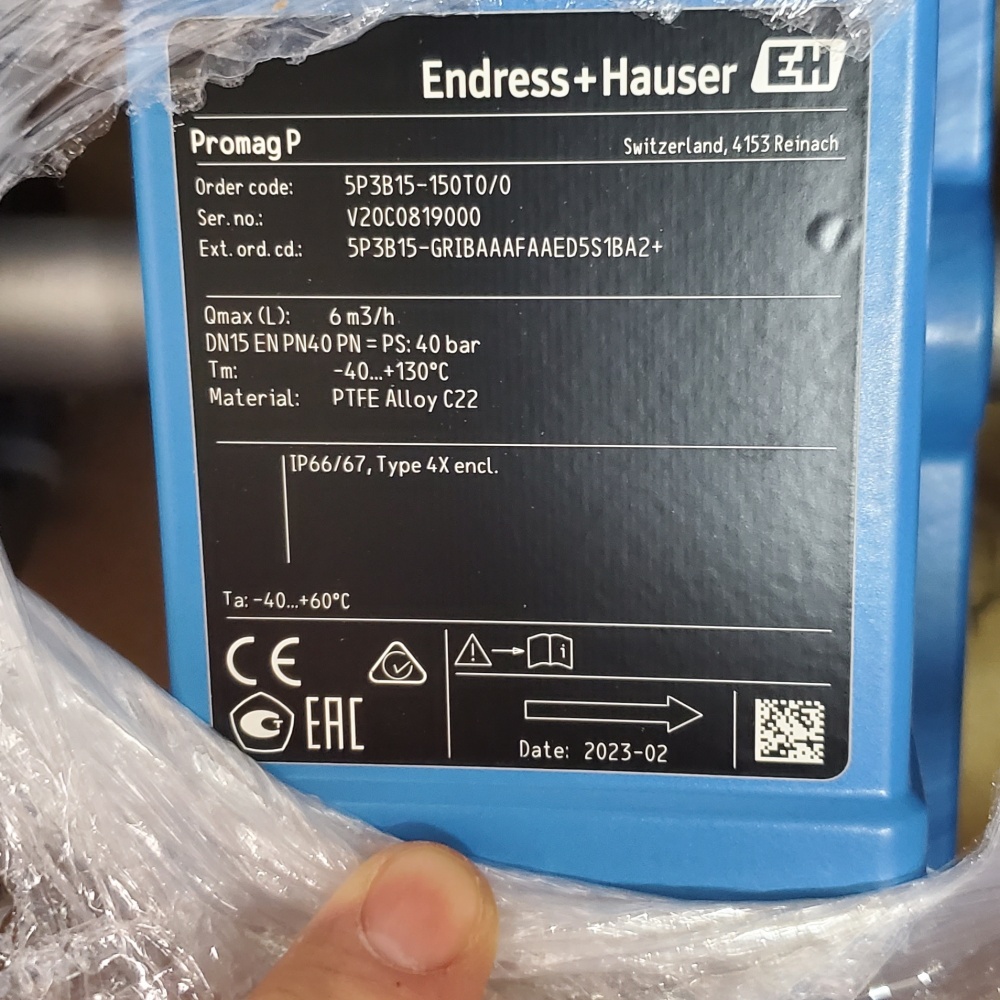 Endress+Hauser EH
Promag P
Switzerland, 4153 Reinach
Order code: 5P3B15-150T0/0
Ser. no.: V20C0819000
Ext. ord. cd.: 5P3B15-GRIBAAAFAAED5S1BA2+
Qmax (L): 6 m3/h
DN15 EN PN40 PN = PS: 40 bar
Tm: -40...+130°C
Material: PTFE Alloy C22
IP66/67, Type 4X encl.
Ta: -40...+60°C
CE
i
EAC
Date: 2023-02